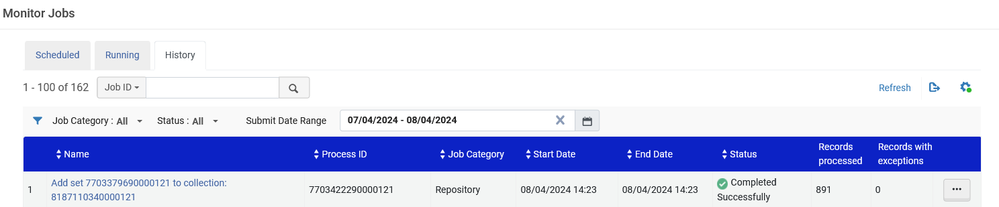 Monitor Jobs
Scheduled Running History
1 - 100 of 162 Job ID Refresh
Job Category : All Status : All Submit Date Range 07/04/2024 - 08/04/2024
Name Process ID Job Category Start Date End Date Status Records processed Records with exceptions
1 Add set 7703379690000121 to collection: 8187110340000121 7703422290000121 Repository 08/04/2024 14:23 08/04/2024 14:23 Completed Successfully 891 0